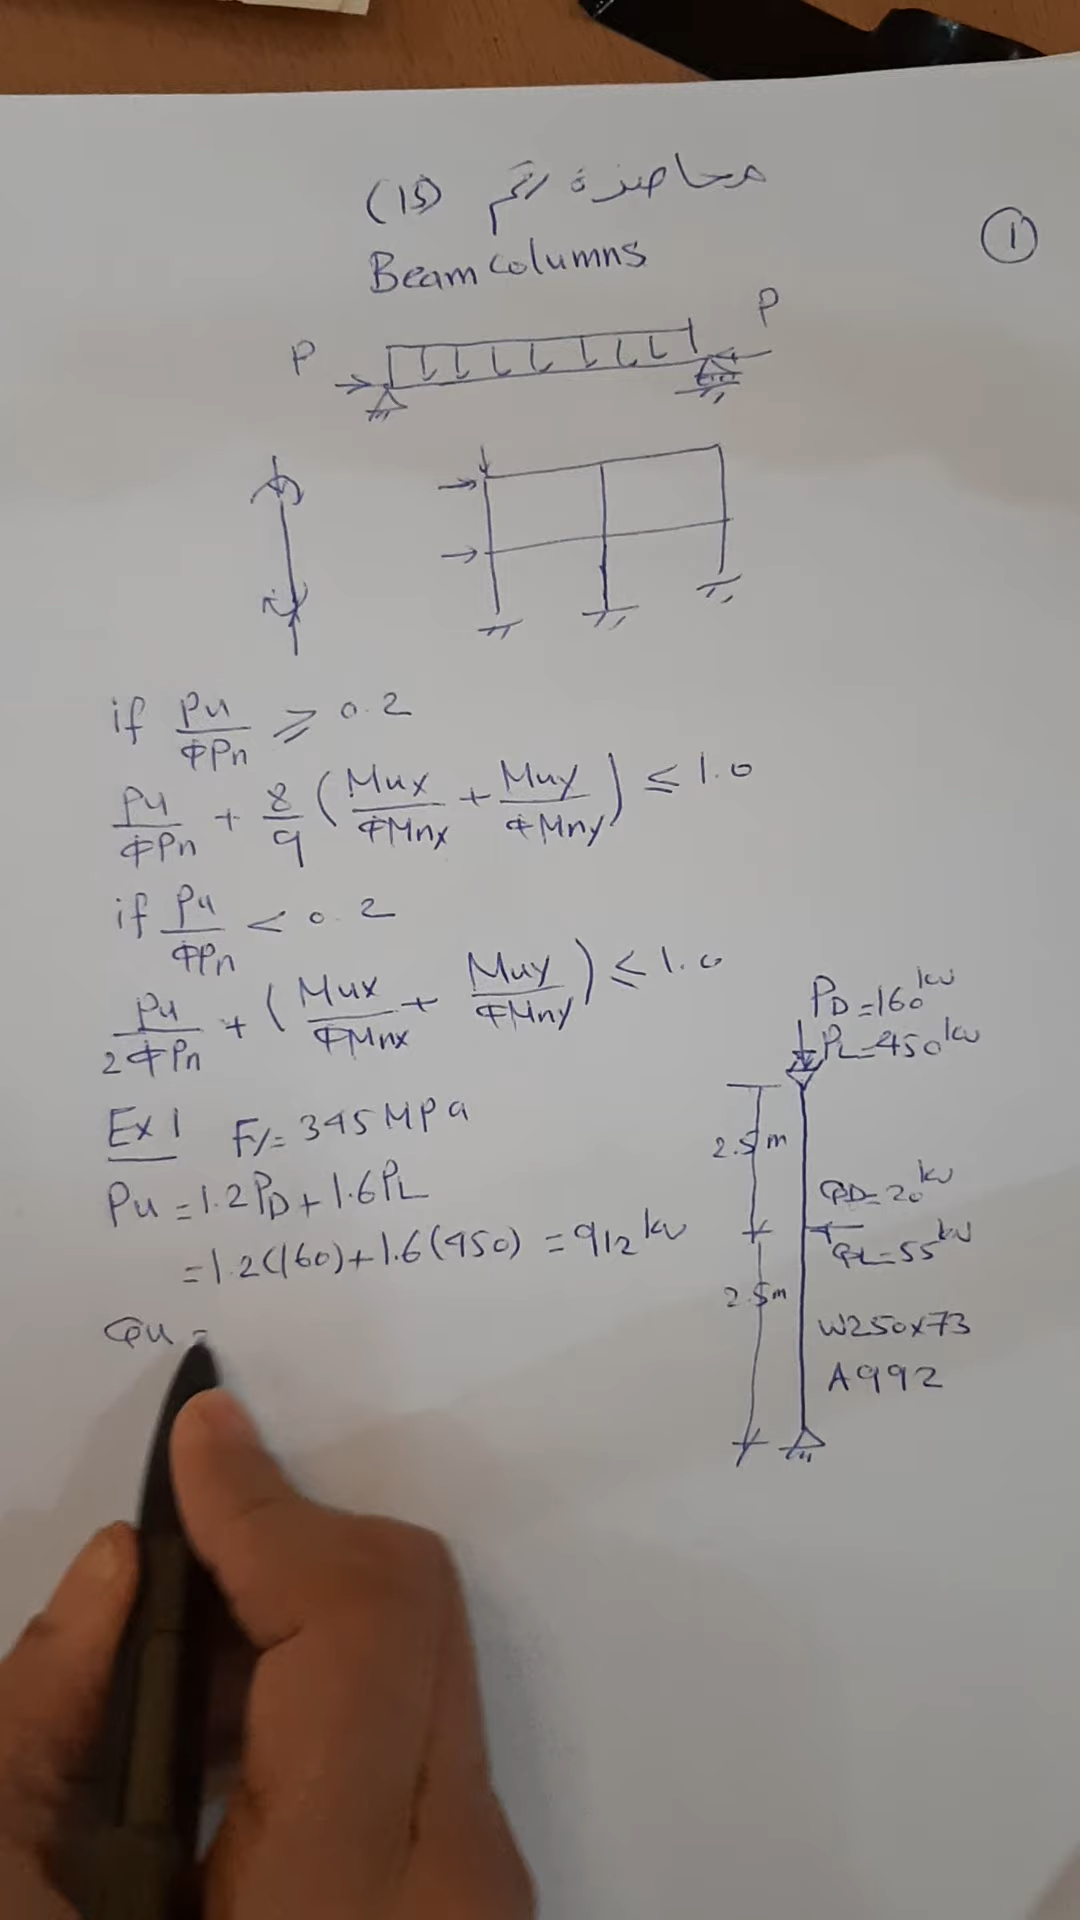 محاضرة رقم (15)
①
Beam columns
P
P
if Pu/ΦPn ≥ 0.2
Pu/ΦPn + 8/9 (Mux/ΦMnx + Muy/ΦMny) ≤ 1.0
if Pu/ΦPn < 0.2
Pu/2ΦPn + (Mux/ΦMnx + Muy/ΦMny) ≤ 1.0
Ex 1 Fy = 345 MPa
Pu = 1.2PD + 1.6PL
= 1.2(160) + 1.6(450) = 912 kN
Qu =
PD = 160 kN
PL = 450 kN
2.5 m
QD = 20 kN
QL = 55 kN
2.5 m
W250x73
A992